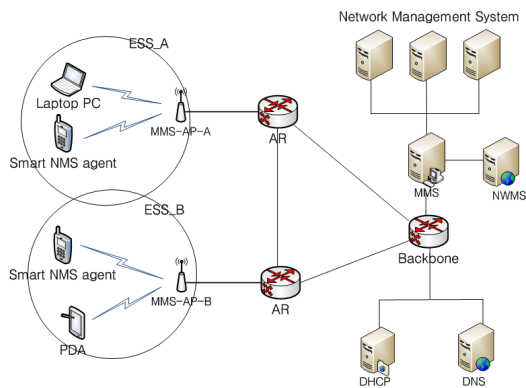 Network Management System
ESS_A
Laptop PC
MMS-AP-A
AR
Smart NMS agent
MMS
NWMS
ESS_B
Smart NMS agent
MMS-AP-B
AR
Backbone
PDA
DHCP
DNS